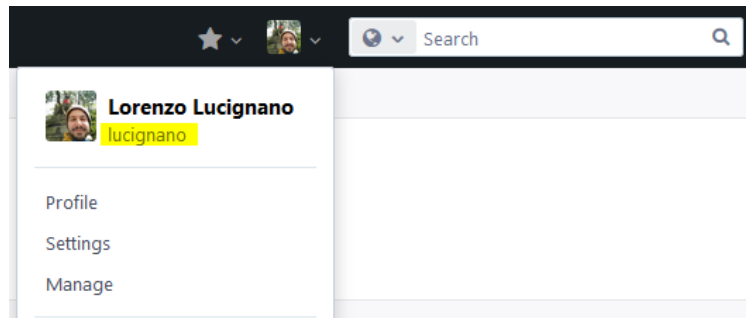 Search
Lorenzo Lucignano
lucignano
Profile
Settings
Manage